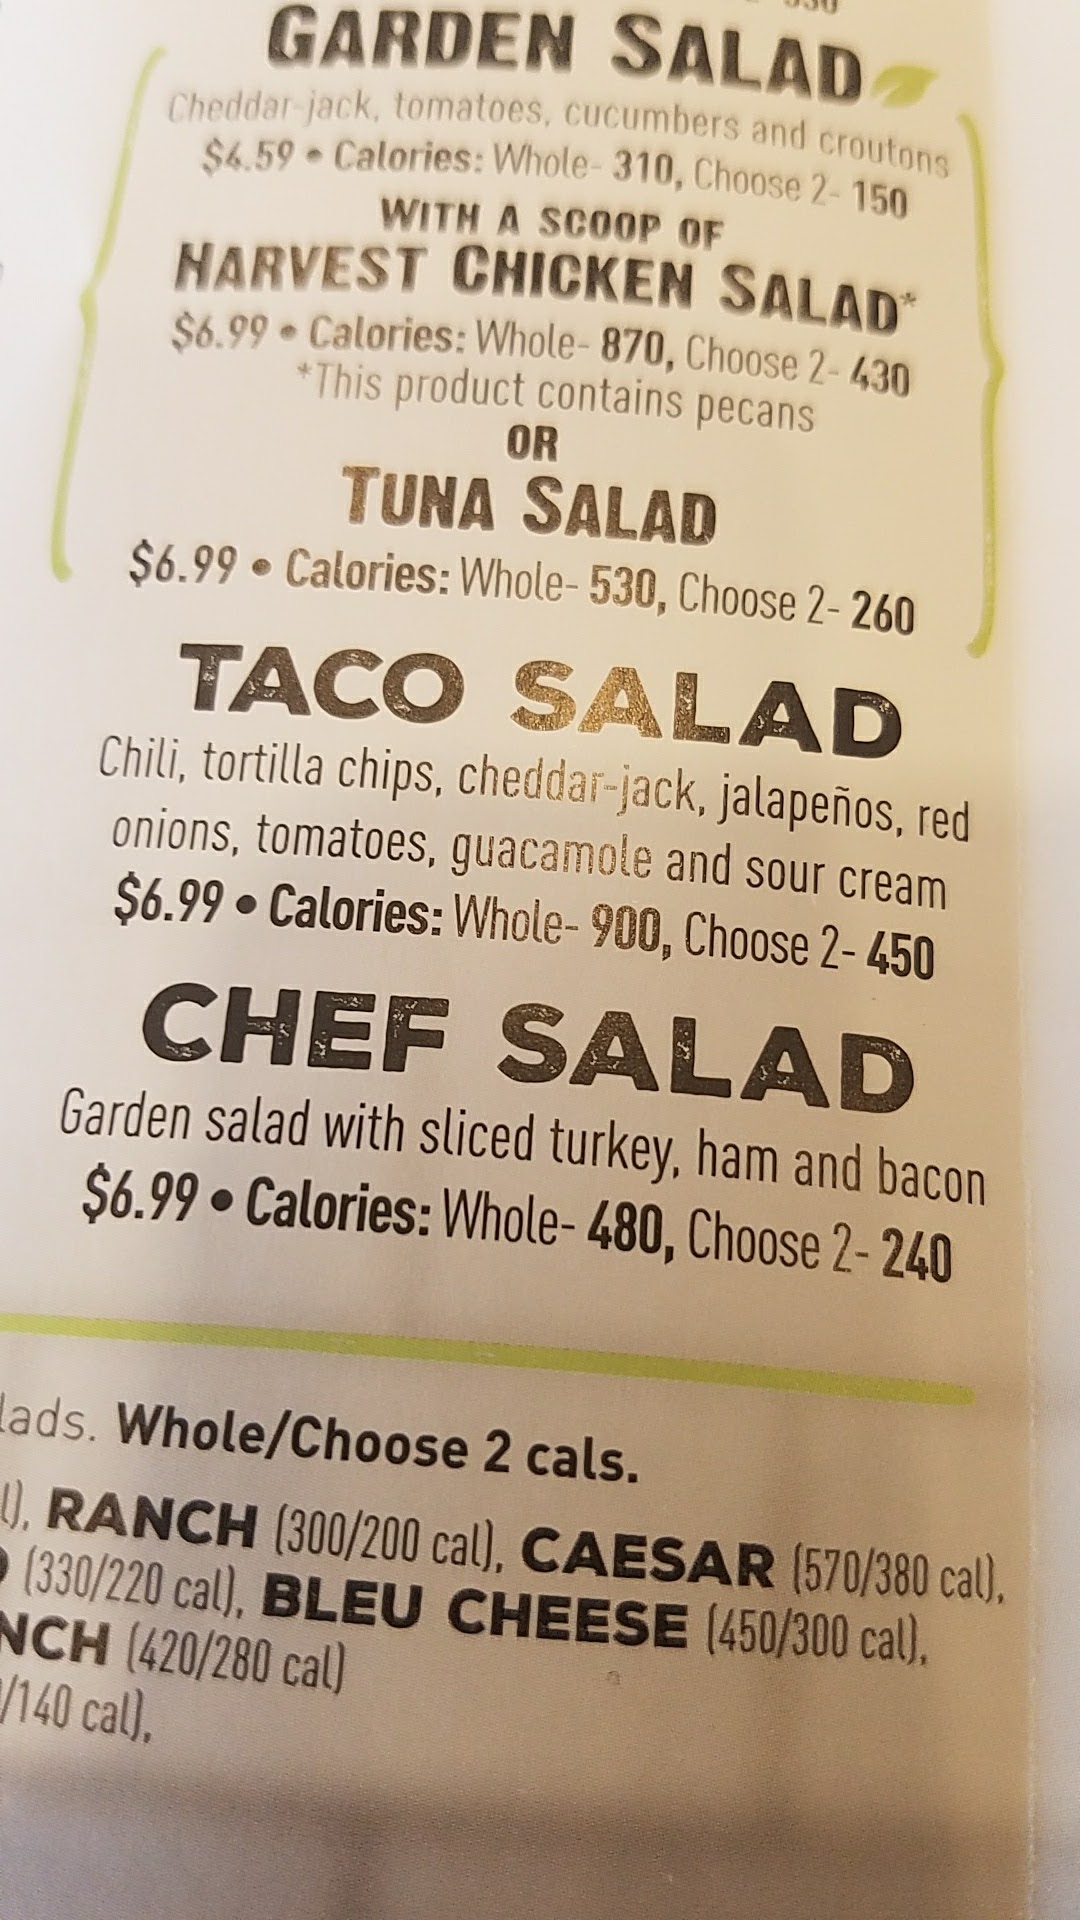 GARDEN SALAD
Cheddar-jack, tomatoes, cucumbers and croutons
$4.59 • Calories: Whole- 310, Choose 2- 150
WITH A SCOOP OF
HARVEST CHICKEN SALAD*
$6.99 • Calories: Whole- 870, Choose 2- 430
*This product contains pecans
OR
TUNA SALAD
$6.99 • Calories: Whole- 530, Choose 2- 260
TACO SALAD
Chili, tortilla chips, cheddar-jack, jalapeños, red
onions, tomatoes, guacamole and sour cream
$6.99 • Calories: Whole- 900, Choose 2- 450
CHEF SALAD
Garden salad with sliced turkey, ham and bacon
$6.99 • Calories: Whole- 480, Choose 2- 240
lads. Whole/Choose 2 cals.
l), RANCH (300/200 cal), CAESAR (570/380 cal),
(330/220 cal), BLEU CHEESE (450/300 cal),
NCH (420/280 cal)
/140 cal),